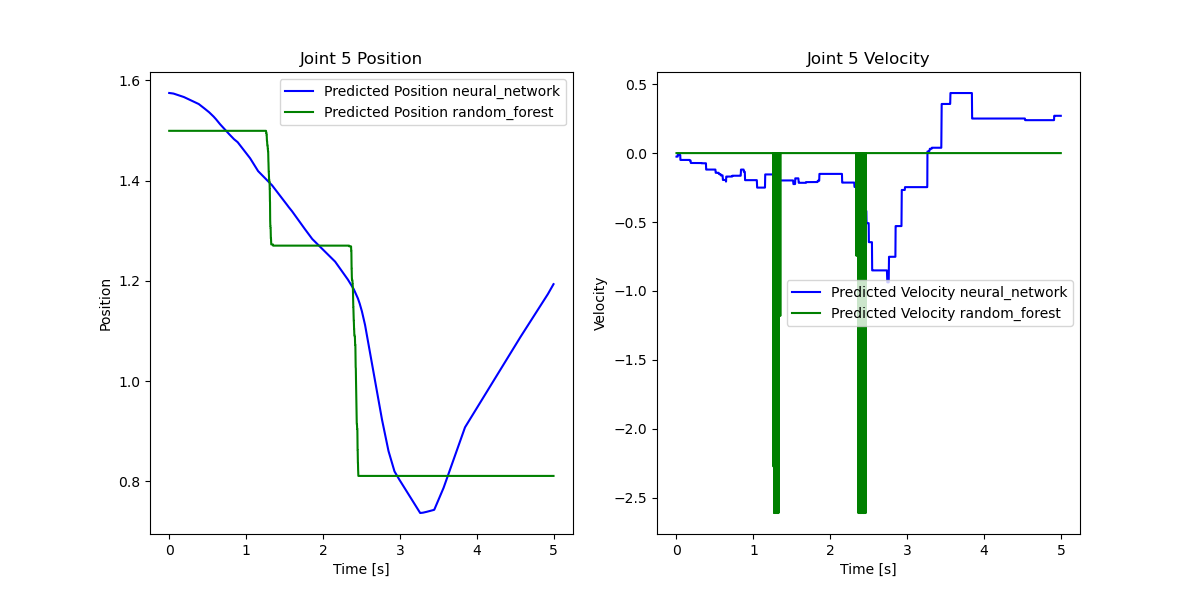 Joint 5 Position
Predicted Position neural_network
Predicted Position random_forest
1.6
1.4
1.2
1.0
0.8
Position
0 1 2 3 4 5
Time [s]
Joint 5 Velocity
0.5
0.0
−0.5
−1.0
−1.5
−2.0
−2.5
Velocity
Predicted Velocity neural_network
Predicted Velocity random_forest
0 1 2 3 4 5
Time [s]